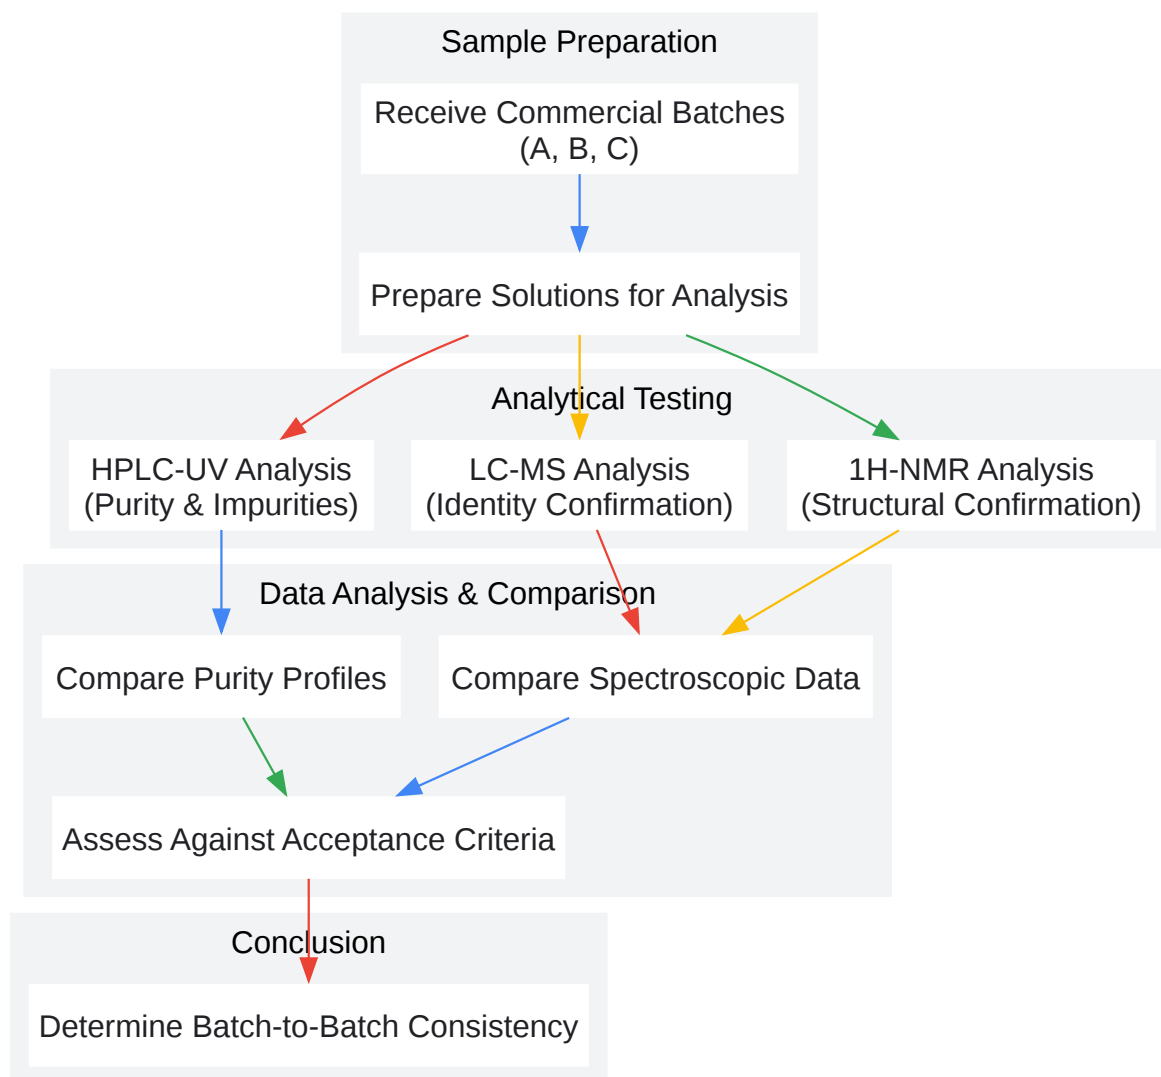 Sample Preparation
Receive Commercial Batches
(A, B, C)
Prepare Solutions for Analysis
Analytical Testing
HPLC-UV Analysis
(Purity & Impurities)
LC-MS Analysis
(Identity Confirmation)
1H-NMR Analysis
(Structural Confirmation)
Data Analysis & Comparison
Compare Purity Profiles
Compare Spectroscopic Data
Assess Against Acceptance Criteria
Conclusion
Determine Batch-to-Batch Consistency